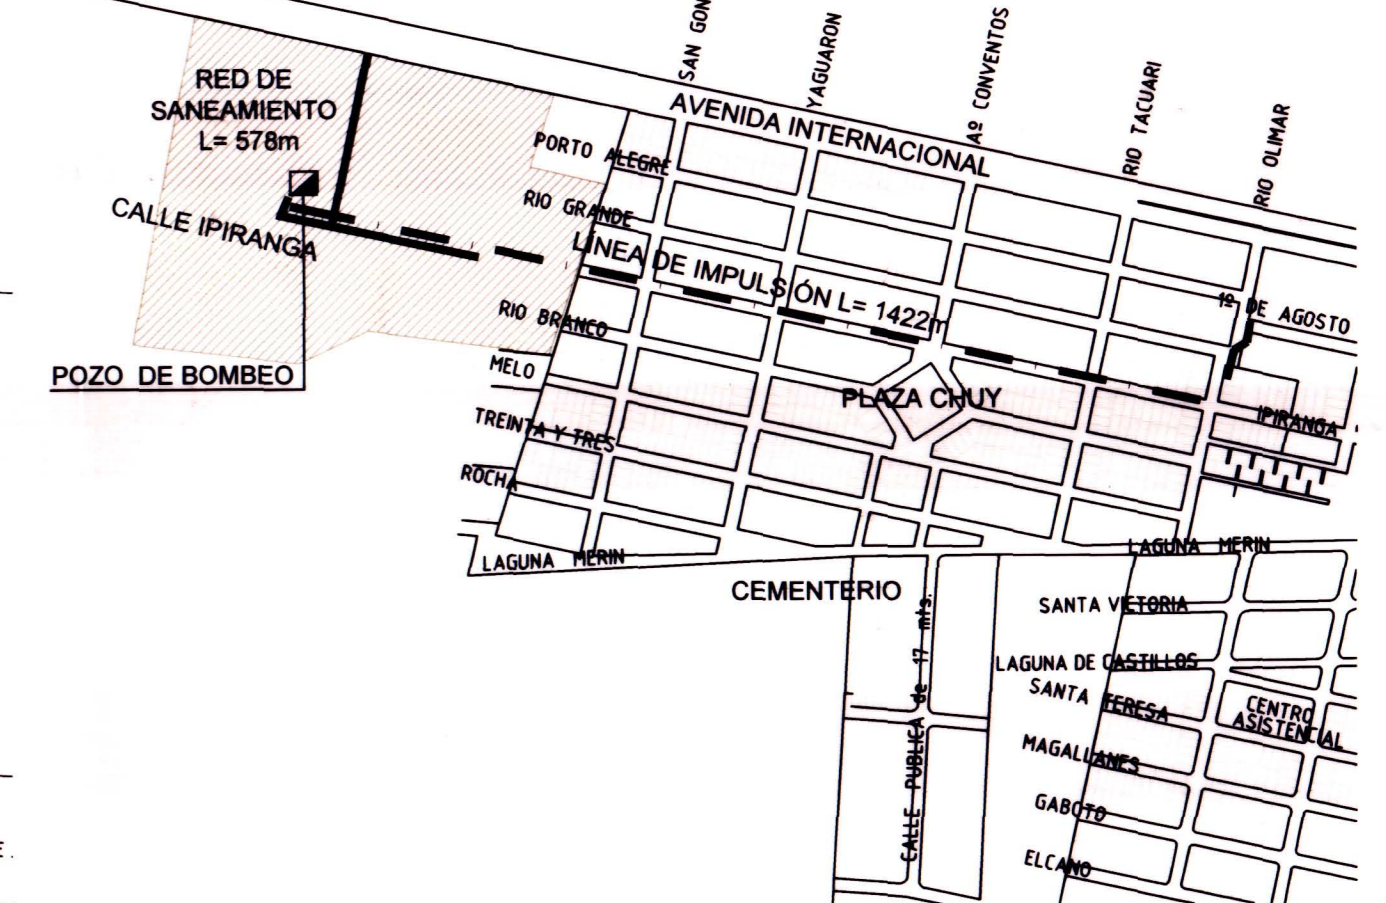 SAN GON
YAGUARON
Aº CONVENTOS
RIO TACUARI
RIO OLIMAR
RED DE
SANEAMIENTO
L= 578m
AVENIDA INTERNACIONAL
PORTO ALEGRE
RIO GRANDE
CALLE IPIRANGA
LÍNEA DE IMPULSIÓN L= 1422m
1º DE AGOSTO
RIO BRANCO
MELO
POZO DE BOMBEO
PLAZA CHUY
IPIRANGA
TREINTA Y TRES
ROCHA
LAGUNA MERIN
LAGUNA MERIN
CEMENTERIO
CALLE PUBLICA de 17 mts.
SANTA VIETORIA
LAGUNA DE CASTILLOS
SANTA TERESA
CENTRO
ASISTENCIAL
MAGALLANES
GABOTO
ELCANO
E.